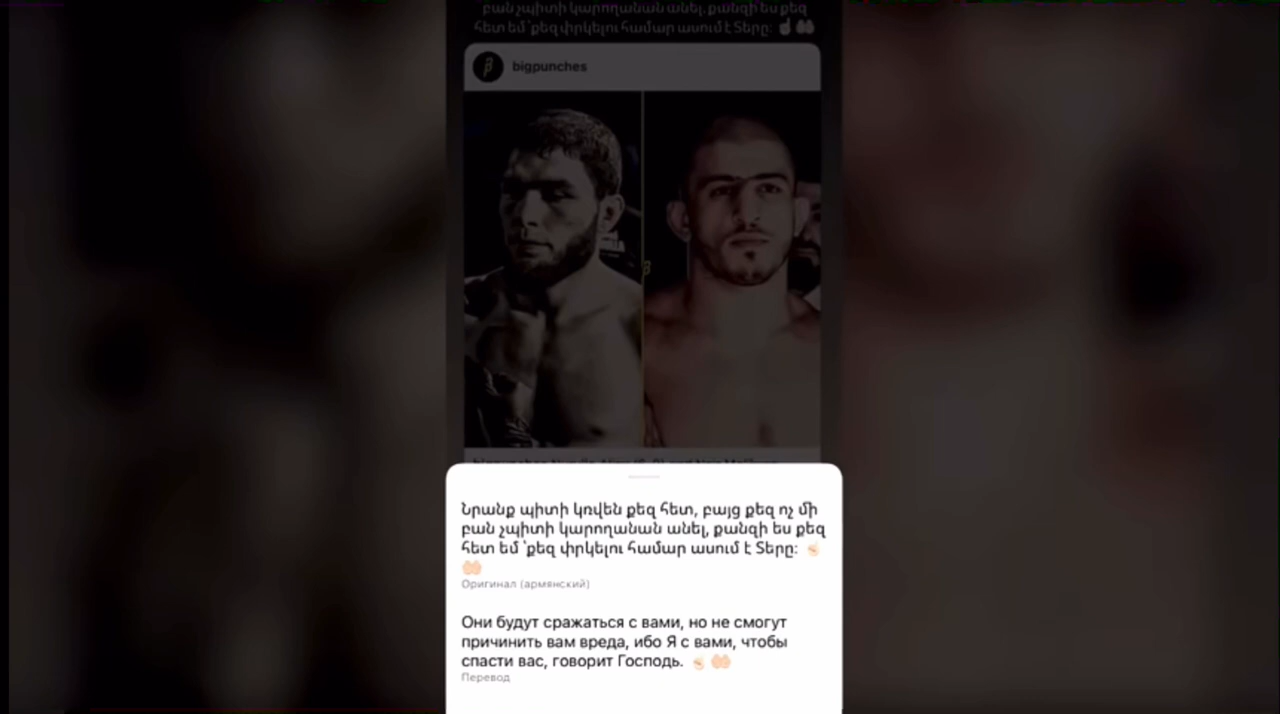 բան չպիտի կարողանան անել, քանզի ես քեզ
հետ եմ ՝քեզ փրկելու համար ասում է Տերը։ ☝🏻🤲🏻
bigpunches
Նրանք պիտի կռվեն քեզ հետ, բայց քեզ ոչ մի
բան չպիտի կարողանան անել, քանզի ես քեզ
հետ եմ ՝քեզ փրկելու համար ասում է Տերը։ ☝🏻
🤲🏻
Оригинал (армянский)
Они будут сражаться с вами, но не смогут
причинить вам вреда, ибо Я с вами, чтобы
спасти вас, говорит Господь. ☝🏻🤲🏻
Перевод